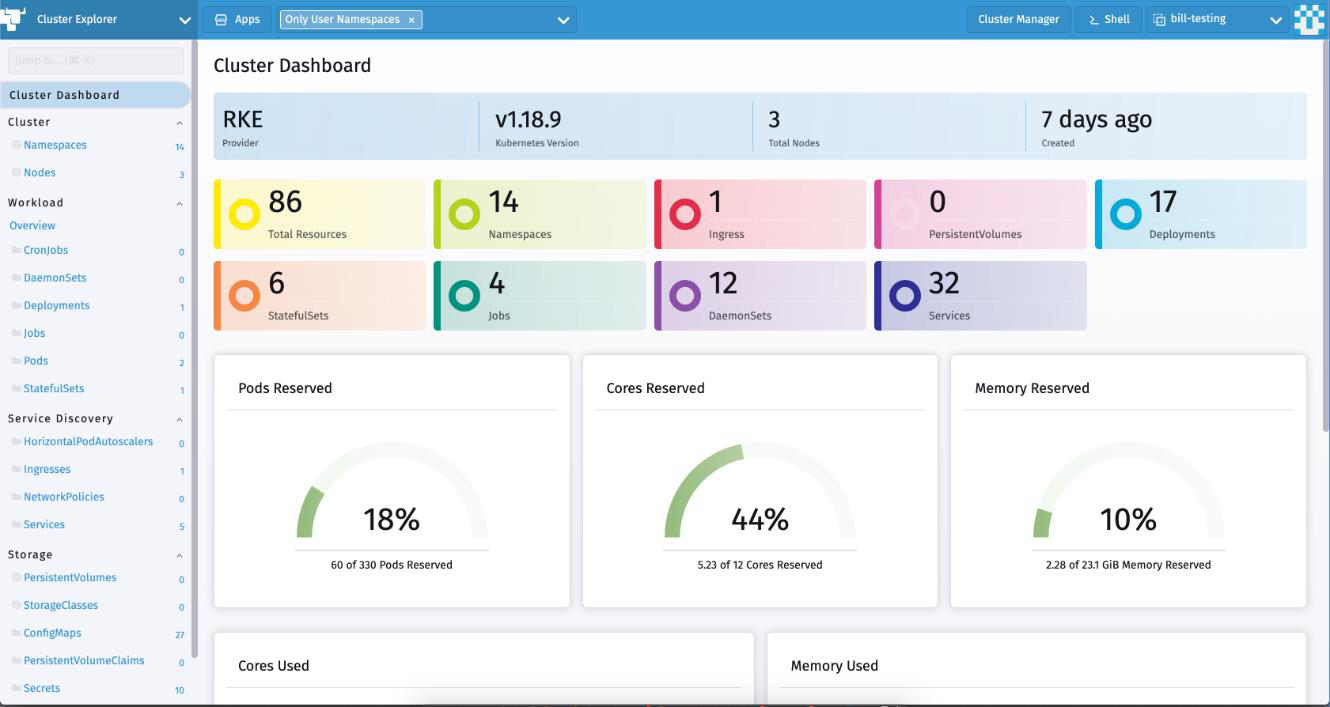 Cluster Explorer
Apps
Only User Namespaces ×
Cluster Manager
>_ Shell
bill-testing
Jump to... (⌘-K)
Cluster Dashboard
Cluster
Namespaces 14
Nodes 3
Workload
Overview
CronJobs 0
DaemonSets 0
Deployments 1
Jobs 0
Pods 2
StatefulSets 1
Service Discovery
HorizontalPodAutoscalers 0
Ingresses 1
NetworkPolicies 0
Services 5
Storage
PersistentVolumes 0
StorageClasses 0
ConfigMaps 27
PersistentVolumeClaims 0
Secrets 10
Cluster Dashboard
RKE
Provider
v1.18.9
Kubernetes Version
3
Total Nodes
7 days ago
Created
86
Total Resources
14
Namespaces
1
Ingress
0
PersistentVolumes
17
Deployments
6
StatefulSets
4
Jobs
12
DaemonSets
32
Services
Pods Reserved
18%
60 of 330 Pods Reserved
Cores Reserved
44%
5.23 of 12 Cores Reserved
Memory Reserved
10%
2.28 of 23.1 GiB Memory Reserved
Cores Used
Memory Used